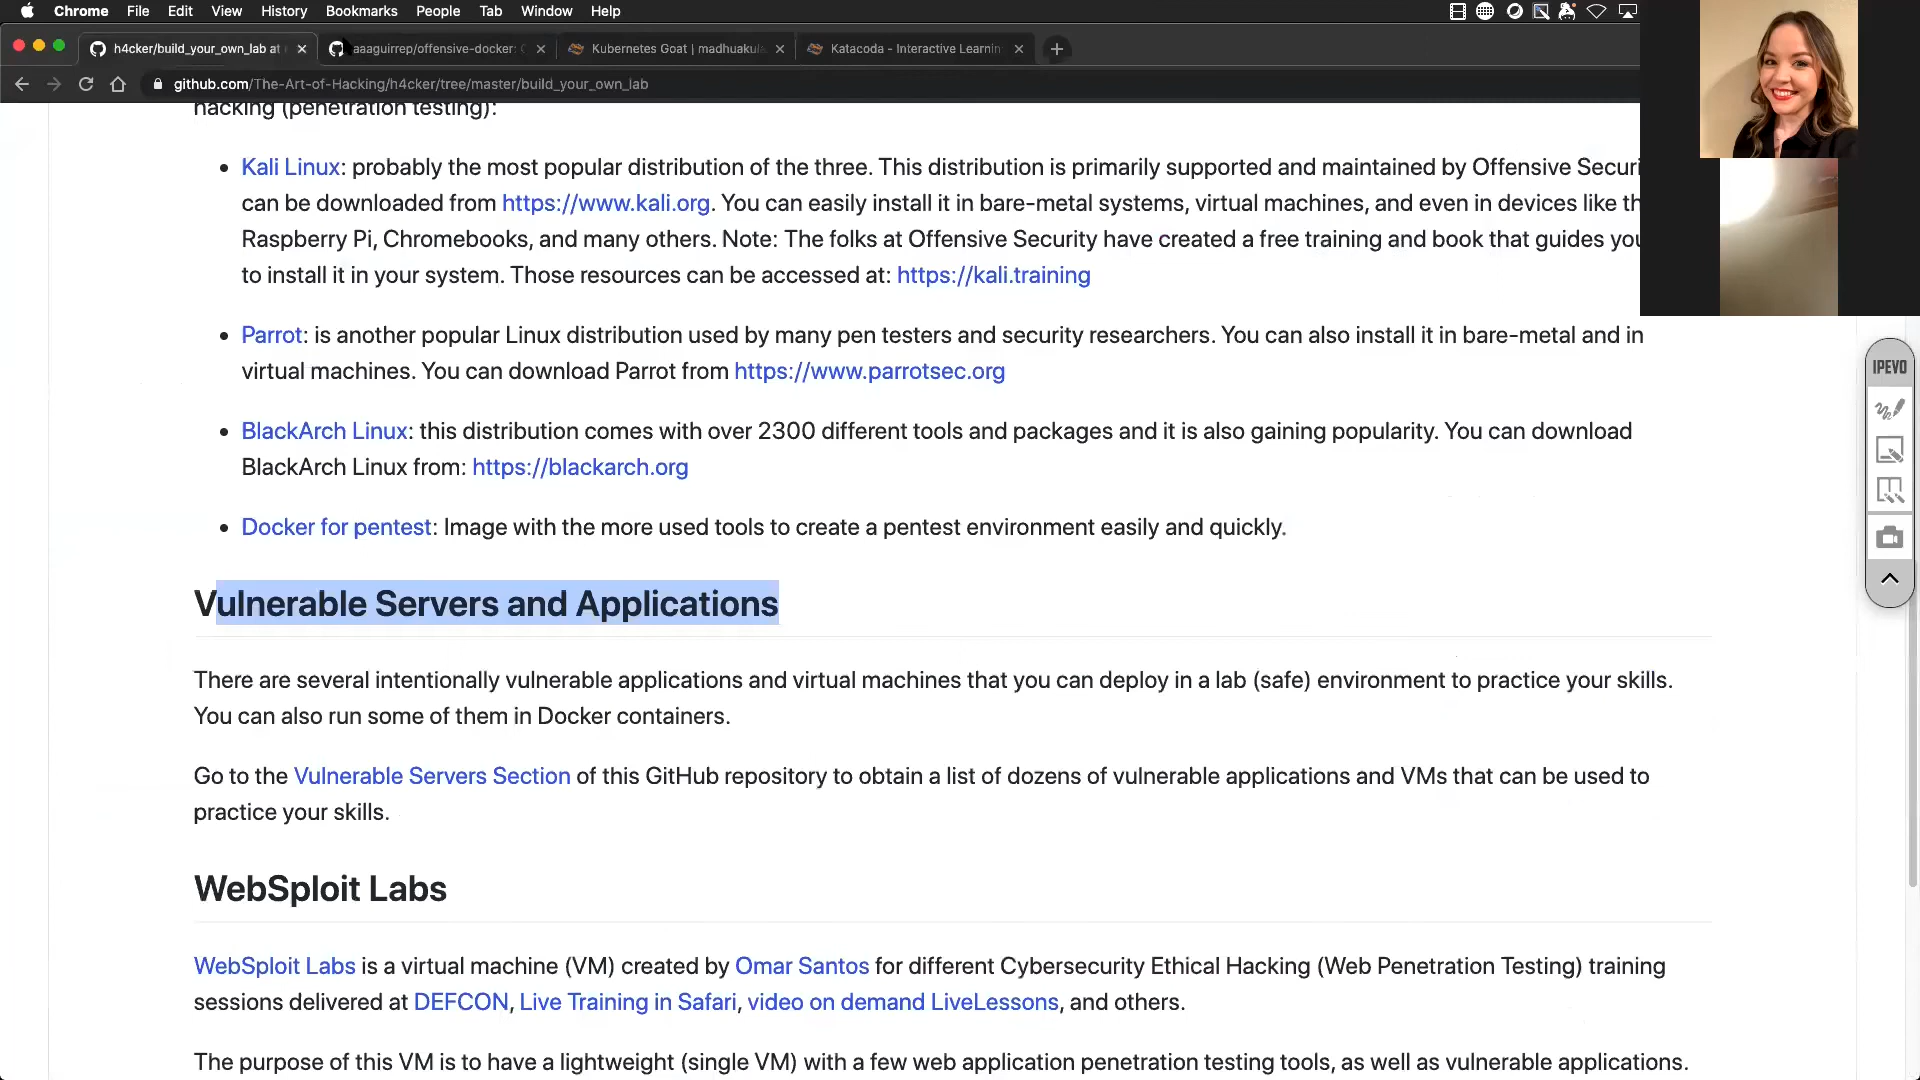 Chrome File Edit View History Bookmarks People Tab Window Help
h4cker/build_your_own_lab at
aaaguirrep/offensive-docker:
Kubernetes Goat | madhuakul
Katacoda - Interactive Learnin
github.com/The-Art-of-Hacking/h4cker/tree/master/build_your_own_lab
hacking (penetration testing):
Kali Linux: probably the most popular distribution of the three. This distribution is primarily supported and maintained by Offensive Securi
can be downloaded from https://www.kali.org. You can easily install it in bare-metal systems, virtual machines, and even in devices like th
Raspberry Pi, Chromebooks, and many others. Note: The folks at Offensive Security have created a free training and book that guides you
to install it in your system. Those resources can be accessed at: https://kali.training
Parrot: is another popular Linux distribution used by many pen testers and security researchers. You can also install it in bare-metal and in
virtual machines. You can download Parrot from https://www.parrotsec.org
BlackArch Linux: this distribution comes with over 2300 different tools and packages and it is also gaining popularity. You can download
BlackArch Linux from: https://blackarch.org
Docker for pentest: Image with the more used tools to create a pentest environment easily and quickly.
Vulnerable Servers and Applications
There are several intentionally vulnerable applications and virtual machines that you can deploy in a lab (safe) environment to practice your skills.
You can also run some of them in Docker containers.
Go to the Vulnerable Servers Section of this GitHub repository to obtain a list of dozens of vulnerable applications and VMs that can be used to
practice your skills.
WebSploit Labs
WebSploit Labs is a virtual machine (VM) created by Omar Santos for different Cybersecurity Ethical Hacking (Web Penetration Testing) training
sessions delivered at DEFCON, Live Training in Safari, video on demand LiveLessons, and others.
The purpose of this VM is to have a lightweight (single VM) with a few web application penetration testing tools, as well as vulnerable applications.
IPEVO